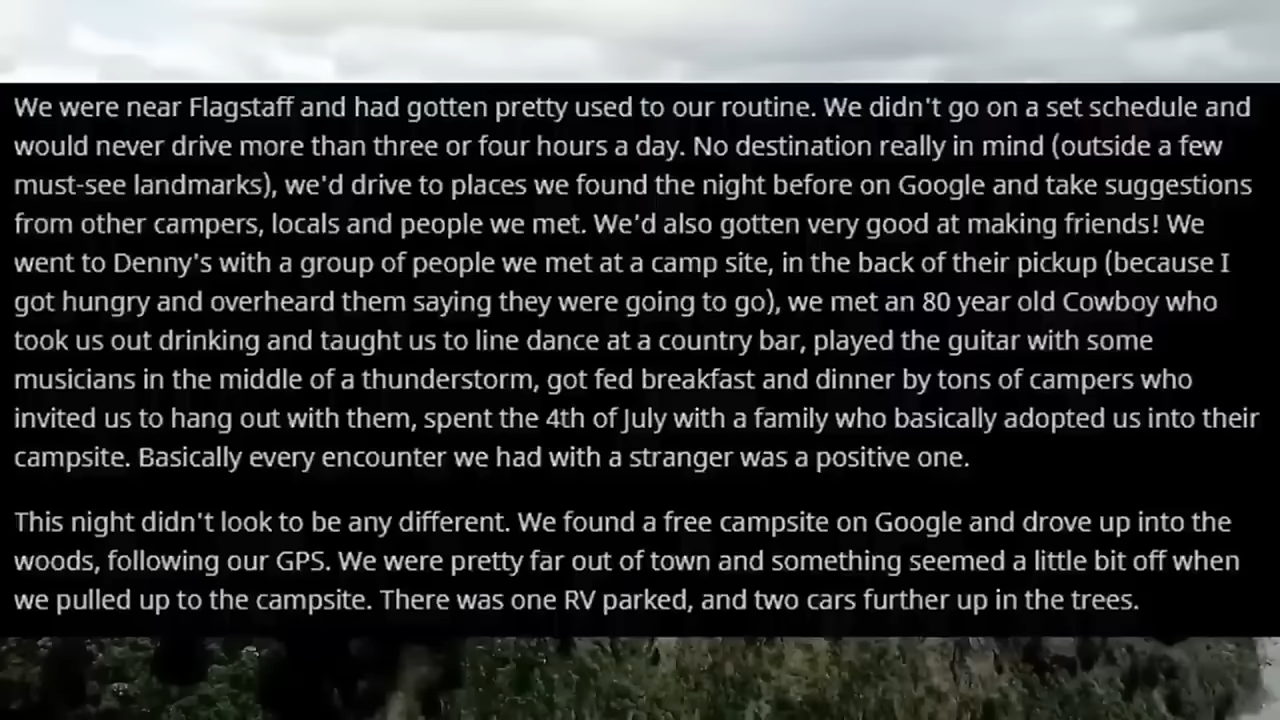 We were near Flagstaff and had gotten pretty used to our routine. We didn't go on a set schedule and
would never drive more than three or four hours a day. No destination really in mind (outside a few
must-see landmarks), we'd drive to places we found the night before on Google and take suggestions
from other campers, locals and people we met. We'd also gotten very good at making friends! We
went to Denny's with a group of people we met at a camp site, in the back of their pickup (because I
got hungry and overheard them saying they were going to go), we met an 80 year old Cowboy who
took us out drinking and taught us to line dance at a country bar, played the guitar with some
musicians in the middle of a thunderstorm, got fed breakfast and dinner by tons of campers who
invited us to hang out with them, spent the 4th of July with a family who basically adopted us into their
campsite. Basically every encounter we had with a stranger was a positive one.
This night didn't look to be any different. We found a free campsite on Google and drove up into the
woods, following our GPS. We were pretty far out of town and something seemed a little bit off when
we pulled up to the campsite. There was one RV parked, and two cars further up in the trees.